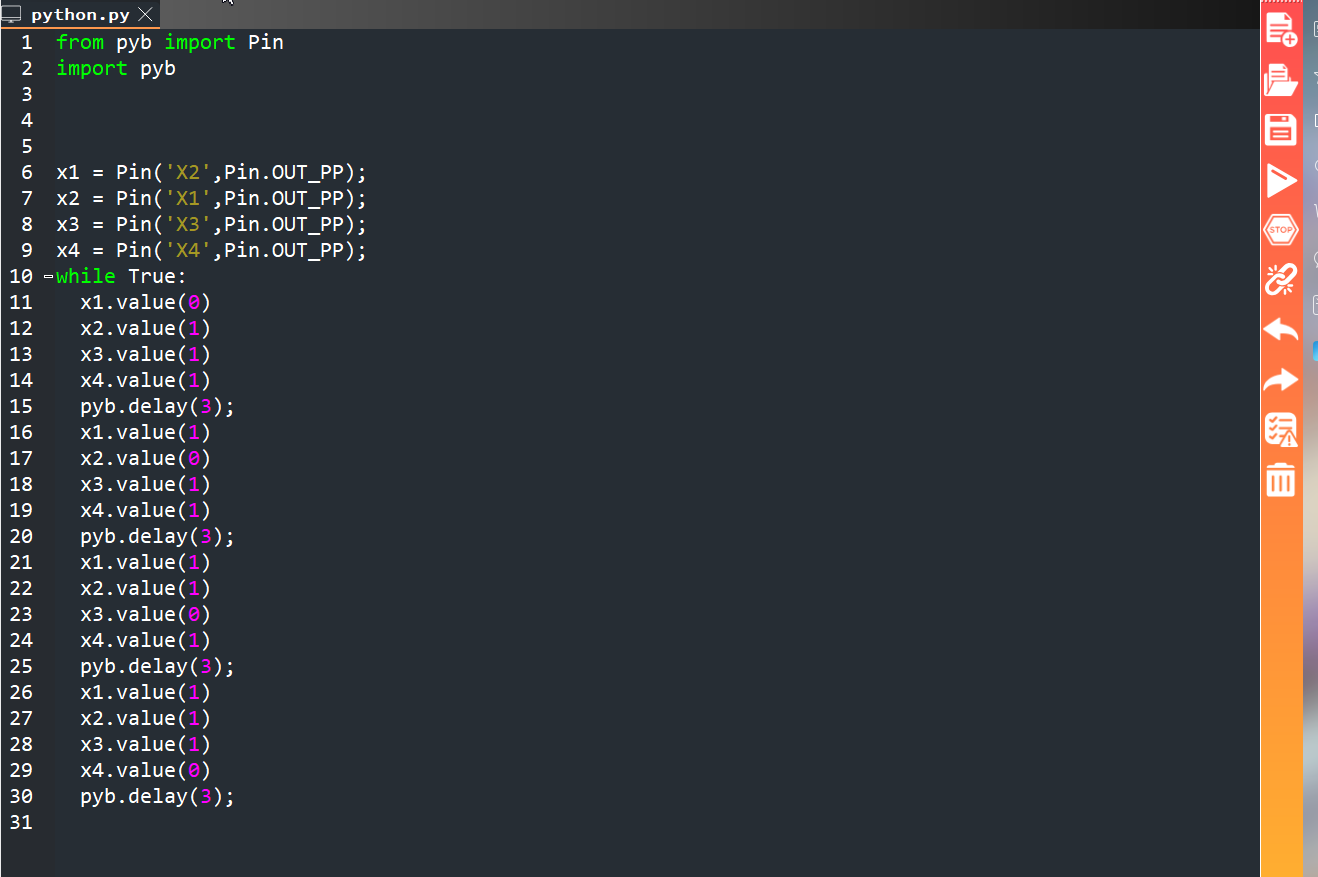 python.py
1 from pyb import Pin
2 import pyb
3
4
5
6 x1 = Pin('X2',Pin.OUT_PP);
7 x2 = Pin('X1',Pin.OUT_PP);
8 x3 = Pin('X3',Pin.OUT_PP);
9 x4 = Pin('X4',Pin.OUT_PP);
10 while True:
11   x1.value(0)
12   x2.value(1)
13   x3.value(1)
14   x4.value(1)
15   pyb.delay(3);
16   x1.value(1)
17   x2.value(0)
18   x3.value(1)
19   x4.value(1)
20   pyb.delay(3);
21   x1.value(1)
22   x2.value(1)
23   x3.value(0)
24   x4.value(1)
25   pyb.delay(3);
26   x1.value(1)
27   x2.value(1)
28   x3.value(1)
29   x4.value(0)
30   pyb.delay(3);
31
STOP